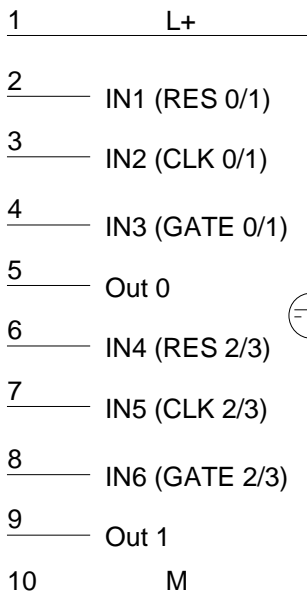 1 L+
2 IN1 (RES 0/1)
3 IN2 (CLK 0/1)
4 IN3 (GATE 0/1)
5 Out 0
6 IN4 (RES 2/3)
7 IN5 (CLK 2/3)
8 IN6 (GATE 2/3)
9 Out 1
10 M